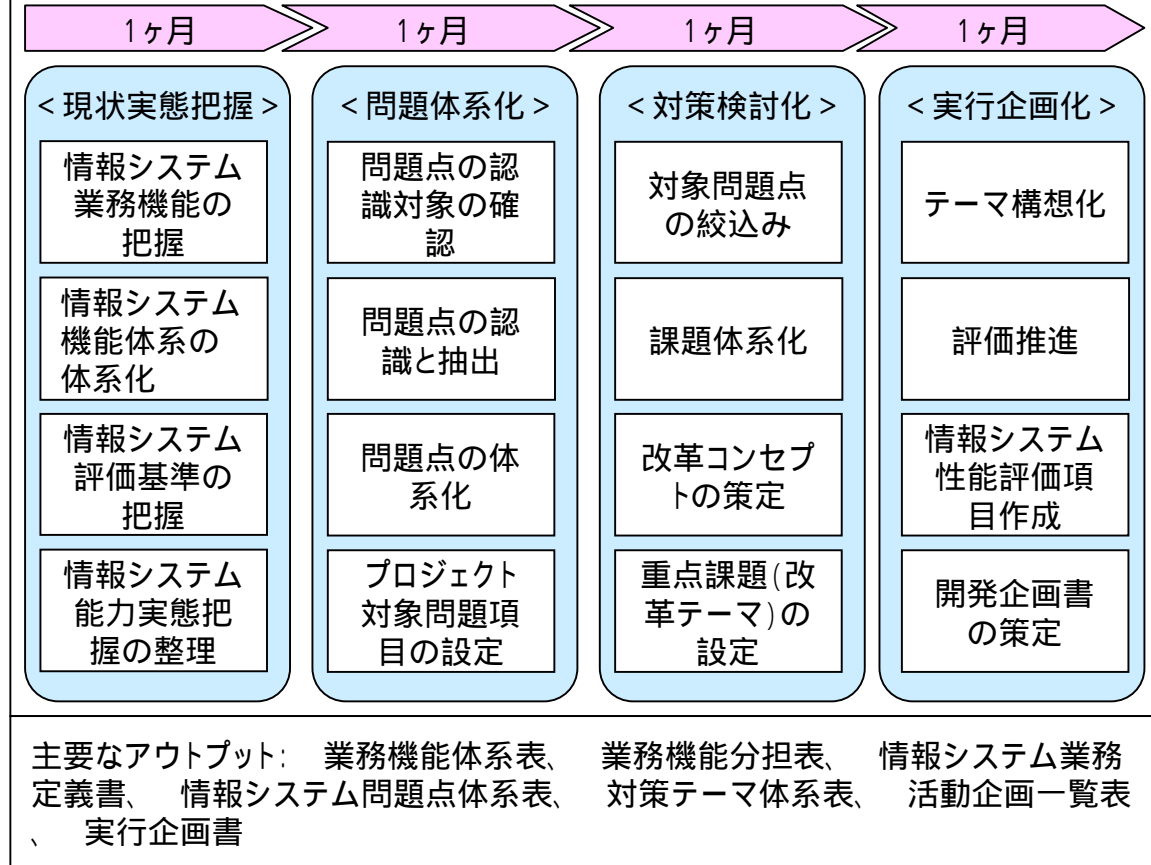 1ヶ月
1ヶ月
1ヶ月
1ヶ月
<現状実態把握>
情報システム
業務機能の
把握
情報システム
機能体系の
体系化
情報システム
評価基準の
把握
情報システム
能力実態把
握の整理
<問題体系化>
問題点の認
識対象の確
認
問題点の認
識と抽出
問題点の体
系化
プロジェクト
対象問題項
目の設定
<対策検討化>
対象問題点
の絞込み
課題体系化
改革コンセプ
トの策定
重点課題(改
革テーマ)の
設定
<実行企画化>
テーマ構想化
評価推進
情報システム
性能評価項
目作成
開発企画書
の策定
主要なアウトプット: 業務機能体系表、 業務機能分担表、 情報システム業務
定義書、 情報システム問題点体系表、 対策テーマ体系表、 活動企画一覧表
、 実行企画書